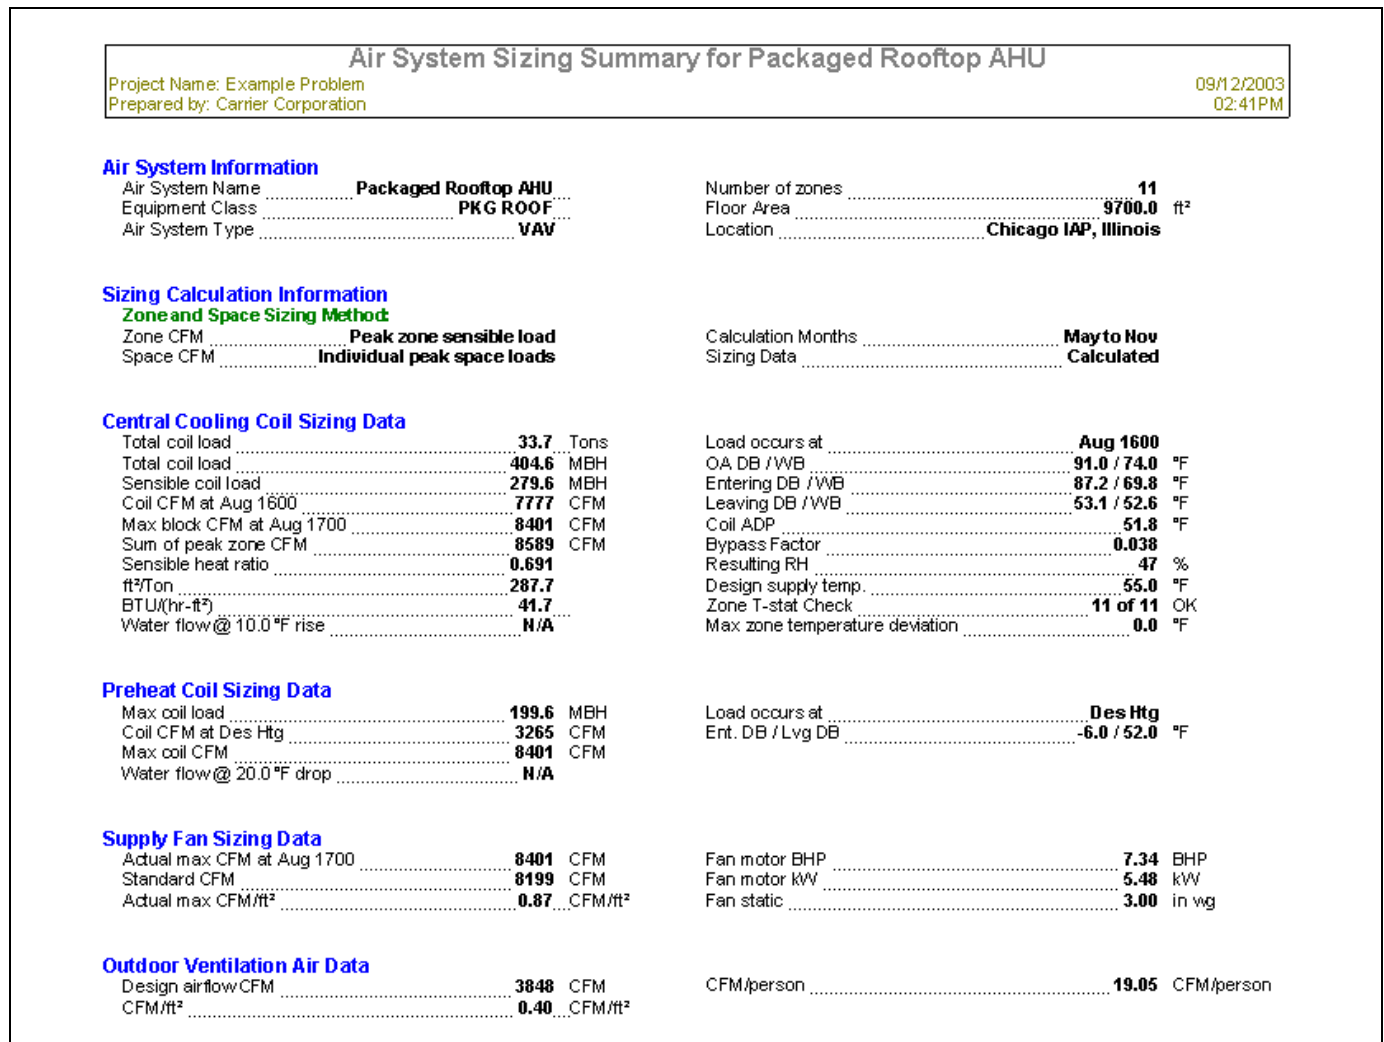 Air System Sizing Summary for Packaged Rooftop AHU
Project Name: Example Problem 09/12/2003
Prepared by: Carrier Corporation 02:41PM
Air System Information
Air System Name Packaged Rooftop AHU Number of zones 11
Equipment Class PKG ROOF Floor Area 9700.0 ft²
Air System Type VAV Location Chicago IAP, Illinois
Sizing Calculation Information
Zone and Space Sizing Method:
Zone CFM Peak zone sensible load Calculation Months May to Nov
Space CFM Individual peak space loads Sizing Data Calculated
Central Cooling Coil Sizing Data
Total coil load 33.7 Tons Load occurs at Aug 1600
Total coil load 404.6 MBH OA DB / WB 91.0 / 74.0 °F
Sensible coil load 279.6 MBH Entering DB / WB 87.2 / 69.8 °F
Coil CFM at Aug 1600 7777 CFM Leaving DB / WB 53.1 / 52.6 °F
Max block CFM at Aug 1700 8401 CFM Coil ADP 51.8 °F
Sum of peak zone CFM 8589 CFM Bypass Factor 0.038
Sensible heat ratio 0.691 Resulting RH 47 %
ft²/Ton 287.7 Design supply temp. 55.0 °F
BTU/(hr-ft²) 41.7 Zone T-stat Check 11 of 11 OK
Water flow @ 10.0 °F rise N/A Max zone temperature deviation 0.0 °F
Preheat Coil Sizing Data
Max coil load 199.6 MBH Load occurs at Des Htg
Coil CFM at Des Htg 3265 CFM Ent. DB / Lvg DB -6.0 / 52.0 °F
Max coil CFM 8401 CFM
Water flow @ 20.0 °F drop N/A
Supply Fan Sizing Data
Actual max CFM at Aug 1700 8401 CFM Fan motor BHP 7.34 BHP
Standard CFM 8199 CFM Fan motor kW 5.48 kW
Actual max CFM/ft² 0.87 CFM/ft² Fan static 3.00 in wg
Outdoor Ventilation Air Data
Design airflow CFM 3848 CFM CFM/person 19.05 CFM/person
CFM/ft² 0.40 CFM/ft²